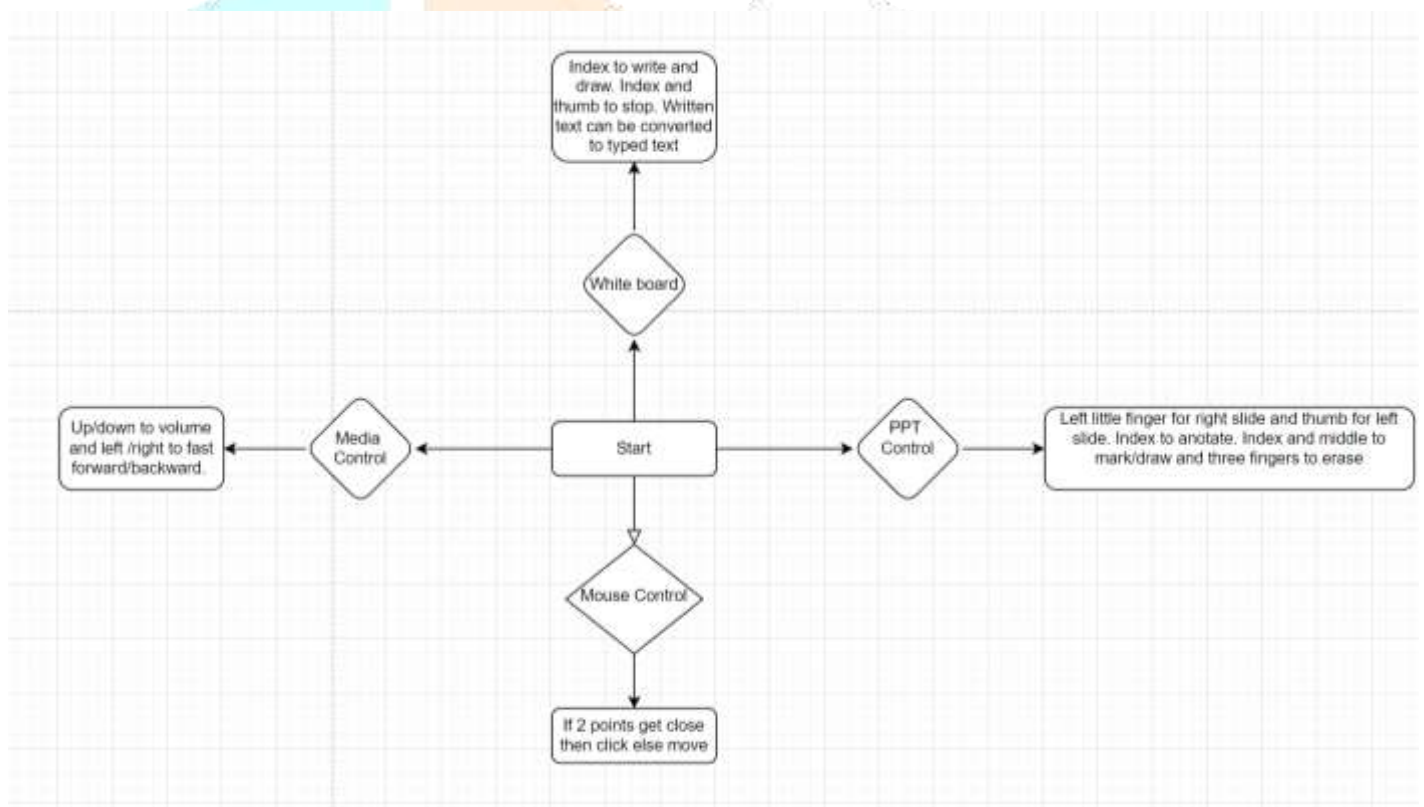 Index to write and
draw. Index and
thumb to stop. Written
text can be converted
to typed text
White board
Up/down to volume
and left /right to fast
forward/backward.
Media
Control
Start
PPT
Control
Left little finger for right slide and thumb for left
slide. Index to anotate. Index and middle to
mark/draw and three fingers to erase
Mouse Control
If 2 points get close
then click else move